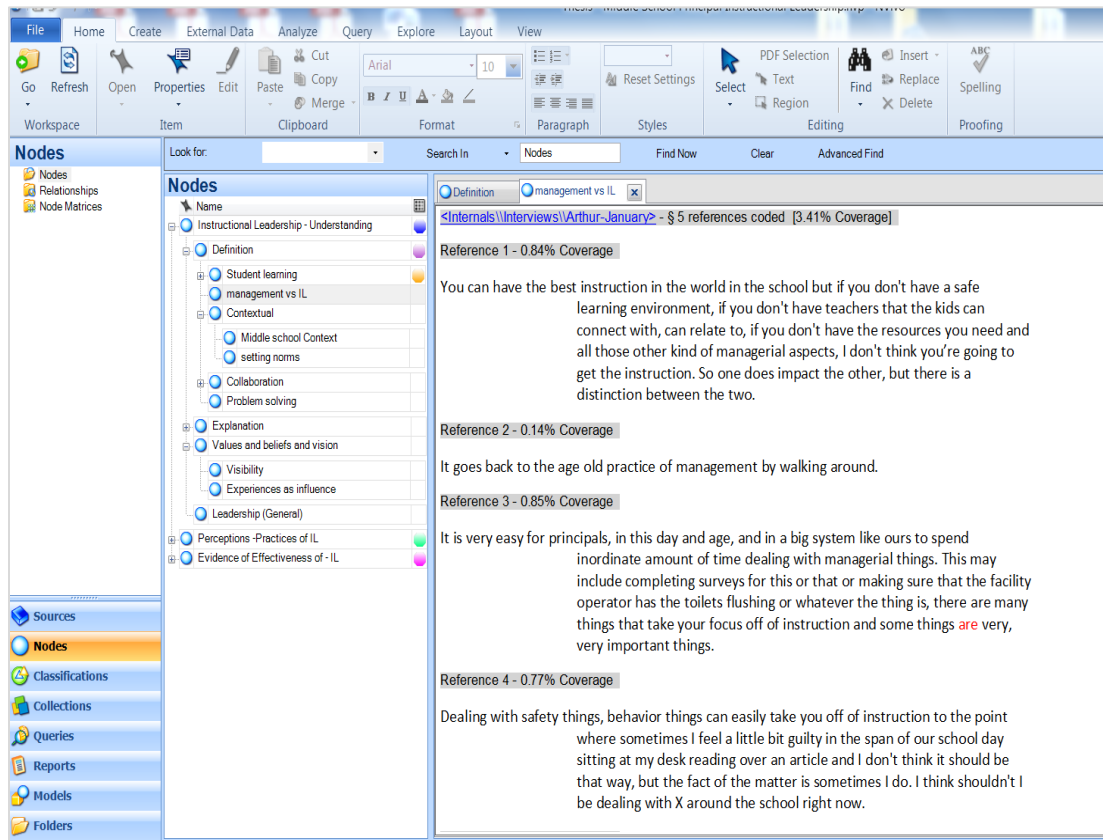 Thesis - Middle School Principal Instructional Leadership.nvp - NVivo
File Home Create External Data Analyze Query Explore Layout View
Go Refresh Open Properties Edit Paste Cut Copy Merge Arial 10 B I U A Reset Settings Select PDF Selection Text Region Find Insert Replace Delete ABC Spelling
Workspace Item Clipboard Format Paragraph Styles Editing Proofing
Nodes
Nodes
Relationships
Node Matrices
Sources
Nodes
Classifications
Collections
Queries
Reports
Models
Folders
Look for: Search In Nodes Find Now Clear Advanced Find
Nodes
Name
Instructional Leadership - Understanding
Definition
Student learning
management vs IL
Contextual
Middle school Context
setting norms
Collaboration
Problem solving
Explanation
Values and beliefs and vision
Visibility
Experiences as influence
Leadership (General)
Perceptions -Practices of IL
Evidence of Effectiveness of - IL
Definition management vs IL x
<Internals\\Interviews\\Arthur-January> - § 5 references coded [3.41% Coverage]
Reference 1 - 0.84% Coverage
You can have the best instruction in the world in the school but if you don't have a safe
learning environment, if you don't have teachers that the kids can
connect with, can relate to, if you don't have the resources you need and
all those other kind of managerial aspects, I don't think you’re going to
get the instruction. So one does impact the other, but there is a
distinction between the two.
Reference 2 - 0.14% Coverage
It goes back to the age old practice of management by walking around.
Reference 3 - 0.85% Coverage
It is very easy for principals, in this day and age, and in a big system like ours to spend
inordinate amount of time dealing with managerial things. This may
include completing surveys for this or that or making sure that the facility
operator has the toilets flushing or whatever the thing is, there are many
things that take your focus off of instruction and some things are very,
very important things.
Reference 4 - 0.77% Coverage
Dealing with safety things, behavior things can easily take you off of instruction to the point
where sometimes I feel a little bit guilty in the span of our school day
sitting at my desk reading over an article and I don't think it should be
that way, but the fact of the matter is sometimes I do. I think shouldn't I
be dealing with X around the school right now.